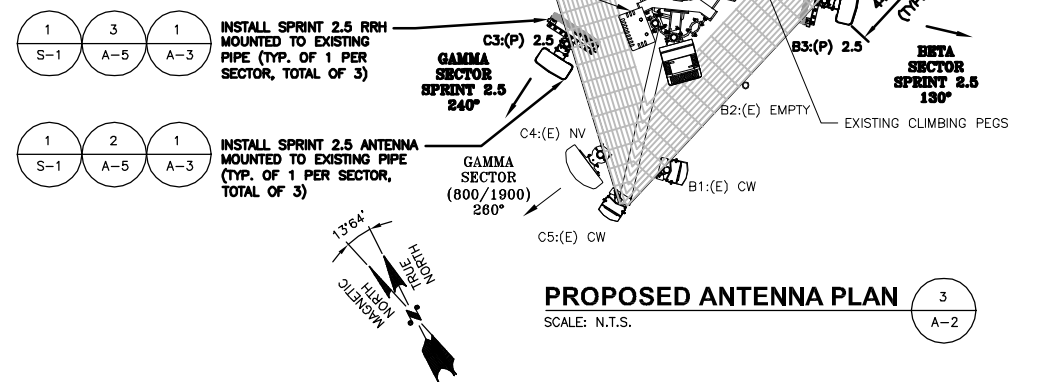 1 3 1
S-1 A-5 A-3
INSTALL SPRINT 2.5 RRH
MOUNTED TO EXISTING
PIPE (TYP. OF 1 PER
SECTOR, TOTAL OF 3)
C3:(P) 2.5
GAMMA
SECTOR
SPRINT 2.5
240°
B3:(P) 2.5
BETA
SECTOR
SPRINT 2.5
130°
B2:(E) EMPTY
EXISTING CLIMBING PEGS
1 2 1
S-1 A-5 A-3
INSTALL SPRINT 2.5 ANTENNA
MOUNTED TO EXISTING PIPE
(TYP. OF 1 PER SECTOR,
TOTAL OF 3)
C4:(E) NV
GAMMA
SECTOR
(800/1900)
260°
B1:(E) CW
C5:(E) CW
13°64'
MAGNETIC
NORTH
TRUE
NORTH
N
PROPOSED ANTENNA PLAN
SCALE: N.T.S.
3
A-2